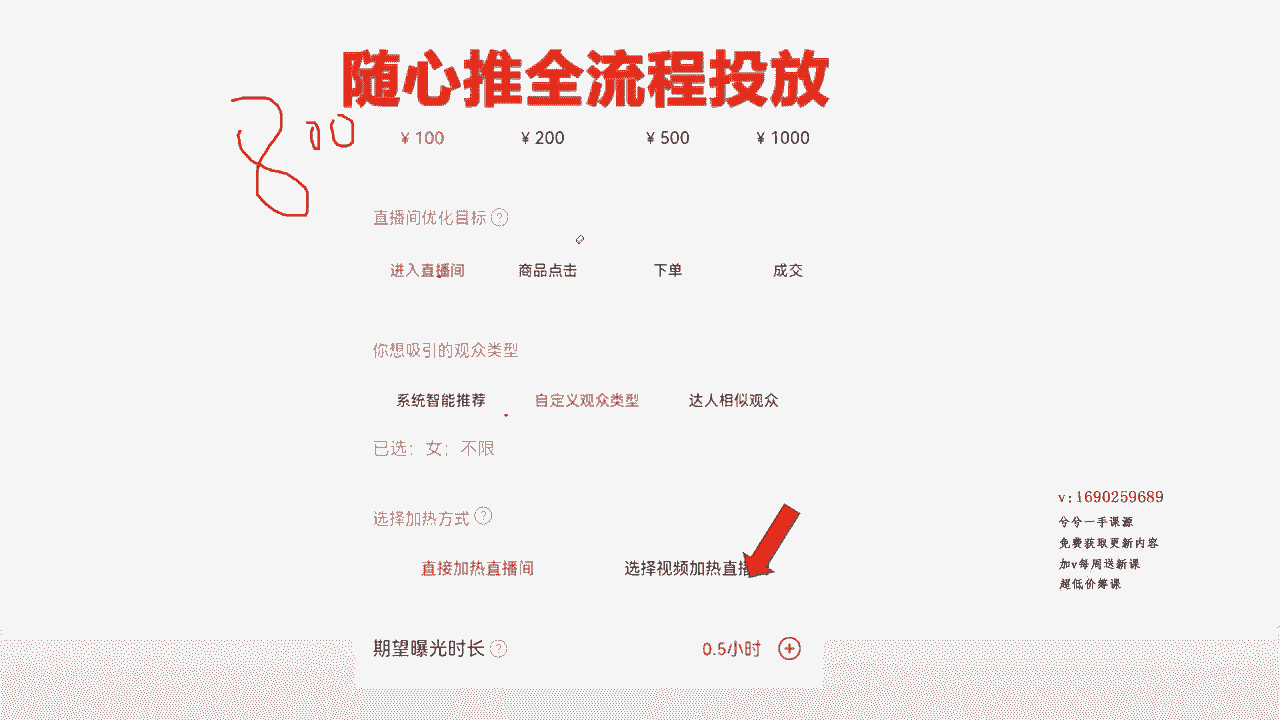 随心推全流程投放
800
¥ 100 ¥ 200 ¥ 500 ¥ 1000
直播间优化目标 ?
进入直播间 商品点击 下单 成交
你想吸引的观众类型
系统智能推荐 自定义观众类型 达人相似观众
已选：女；不限
选择加热方式 ?
直接加热直播间 选择视频加热直播
期望曝光时长 ? 0.5小时 +
v:1690259689
兮兮一手课源
免费获取更新内容
加v每周送新课
超低价筹课